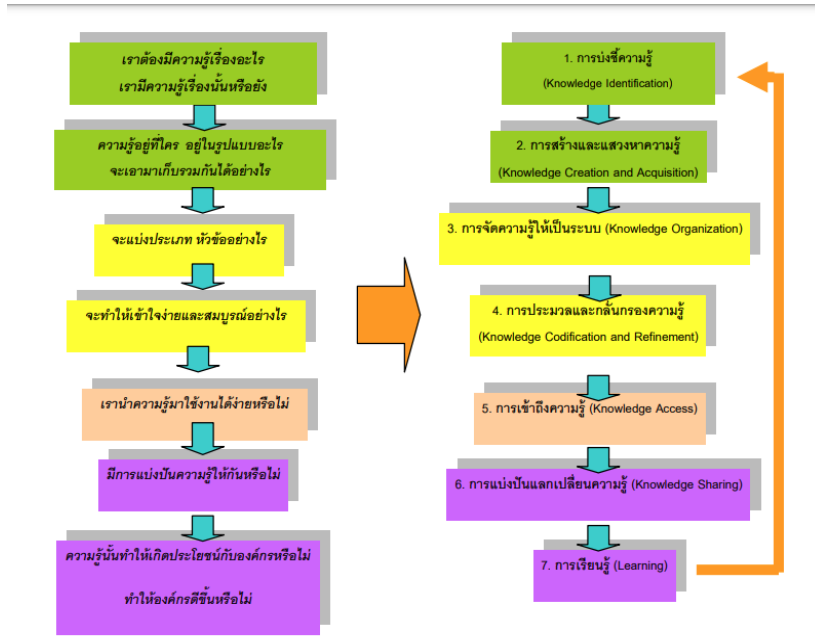 เราต้องมีความรู้เรื่องอะไร
เรามีความรู้เรื่องนั้นหรือยัง
ความรู้อยู่ที่ใคร อยู่ในรูปแบบอะไร
จะเอามาเก็บรวมกันได้อย่างไร
จะแบ่งประเภท หัวข้ออย่างไร
จะทำให้เข้าใจง่ายและสมบูรณ์อย่างไร
เรานำความรู้มาใช้งานได้ง่ายหรือไม่
มีการแบ่งปันความรู้ให้กันหรือไม่
ความรู้นั้นทำให้เกิดประโยชน์กับองค์กรหรือไม่
ทำให้องค์กรดีขึ้นหรือไม่
1. การบ่งชี้ความรู้
(Knowledge Identification)
2. การสร้างและแสวงหาความรู้
(Knowledge Creation and Acquisition)
3. การจัดความรู้ให้เป็นระบบ (Knowledge Organization)
4. การประมวลและกลั่นกรองความรู้
(Knowledge Codification and Refinement)
5. การเข้าถึงความรู้ (Knowledge Access)
6. การแบ่งปันแลกเปลี่ยนความรู้ (Knowledge Sharing)
7. การเรียนรู้ (Learning)